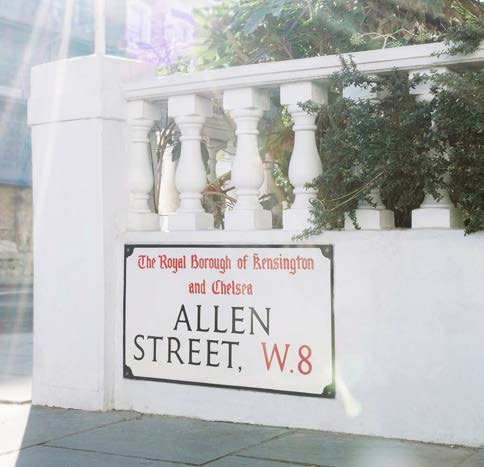 The Royal Borough of Kensington
and Chelsea
ALLEN
STREET, W.8